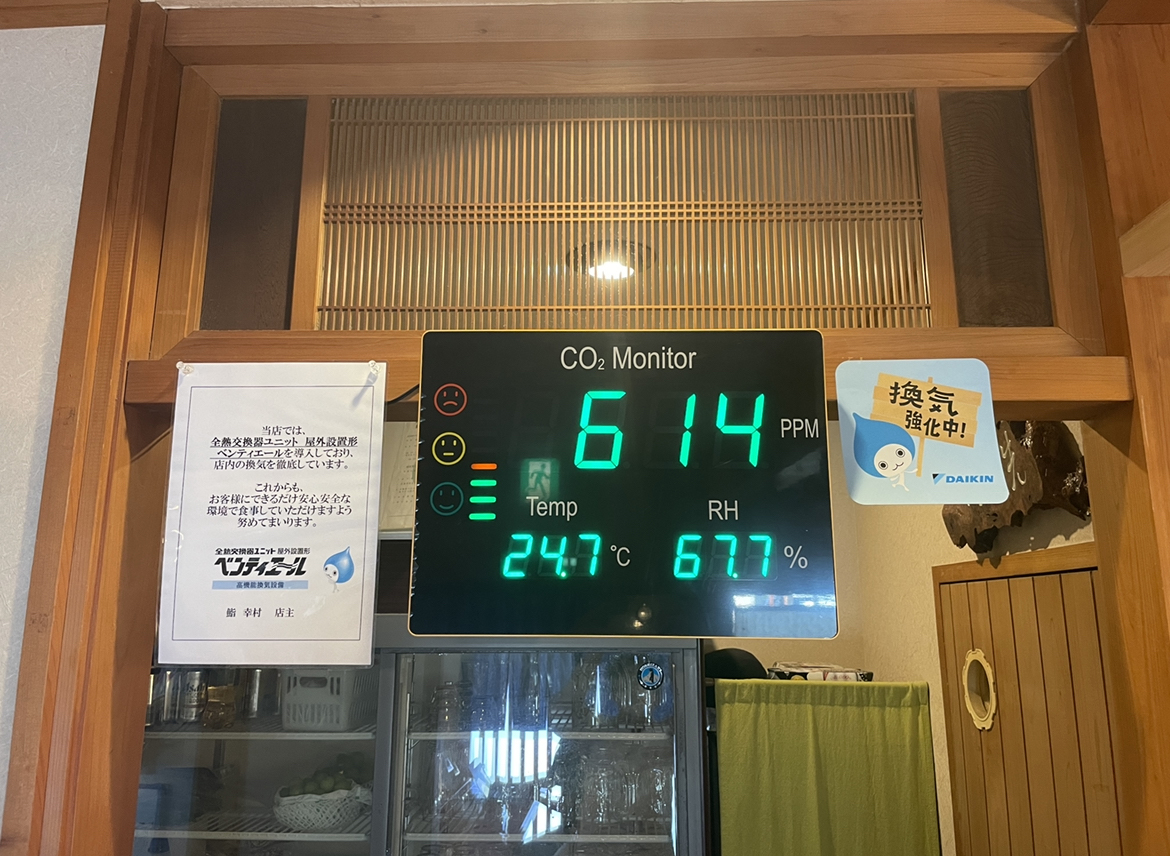 当店では、
全熱交換器ユニット 屋外設置形
ベンティエールを導入しており、
店内の換気を徹底しています。
これからも、
お客様にできるだけ安心安全な
環境で食事していただけますよう
努めてまいります。
全熱交換器ユニット 屋外設置形
ベンティエール
高機能換気設備
鮨 幸村 店主
CO₂ Monitor
614 PPM
Temp RH
24.7 ℃ 67.7 %
換気
強化中!
DAIKIN